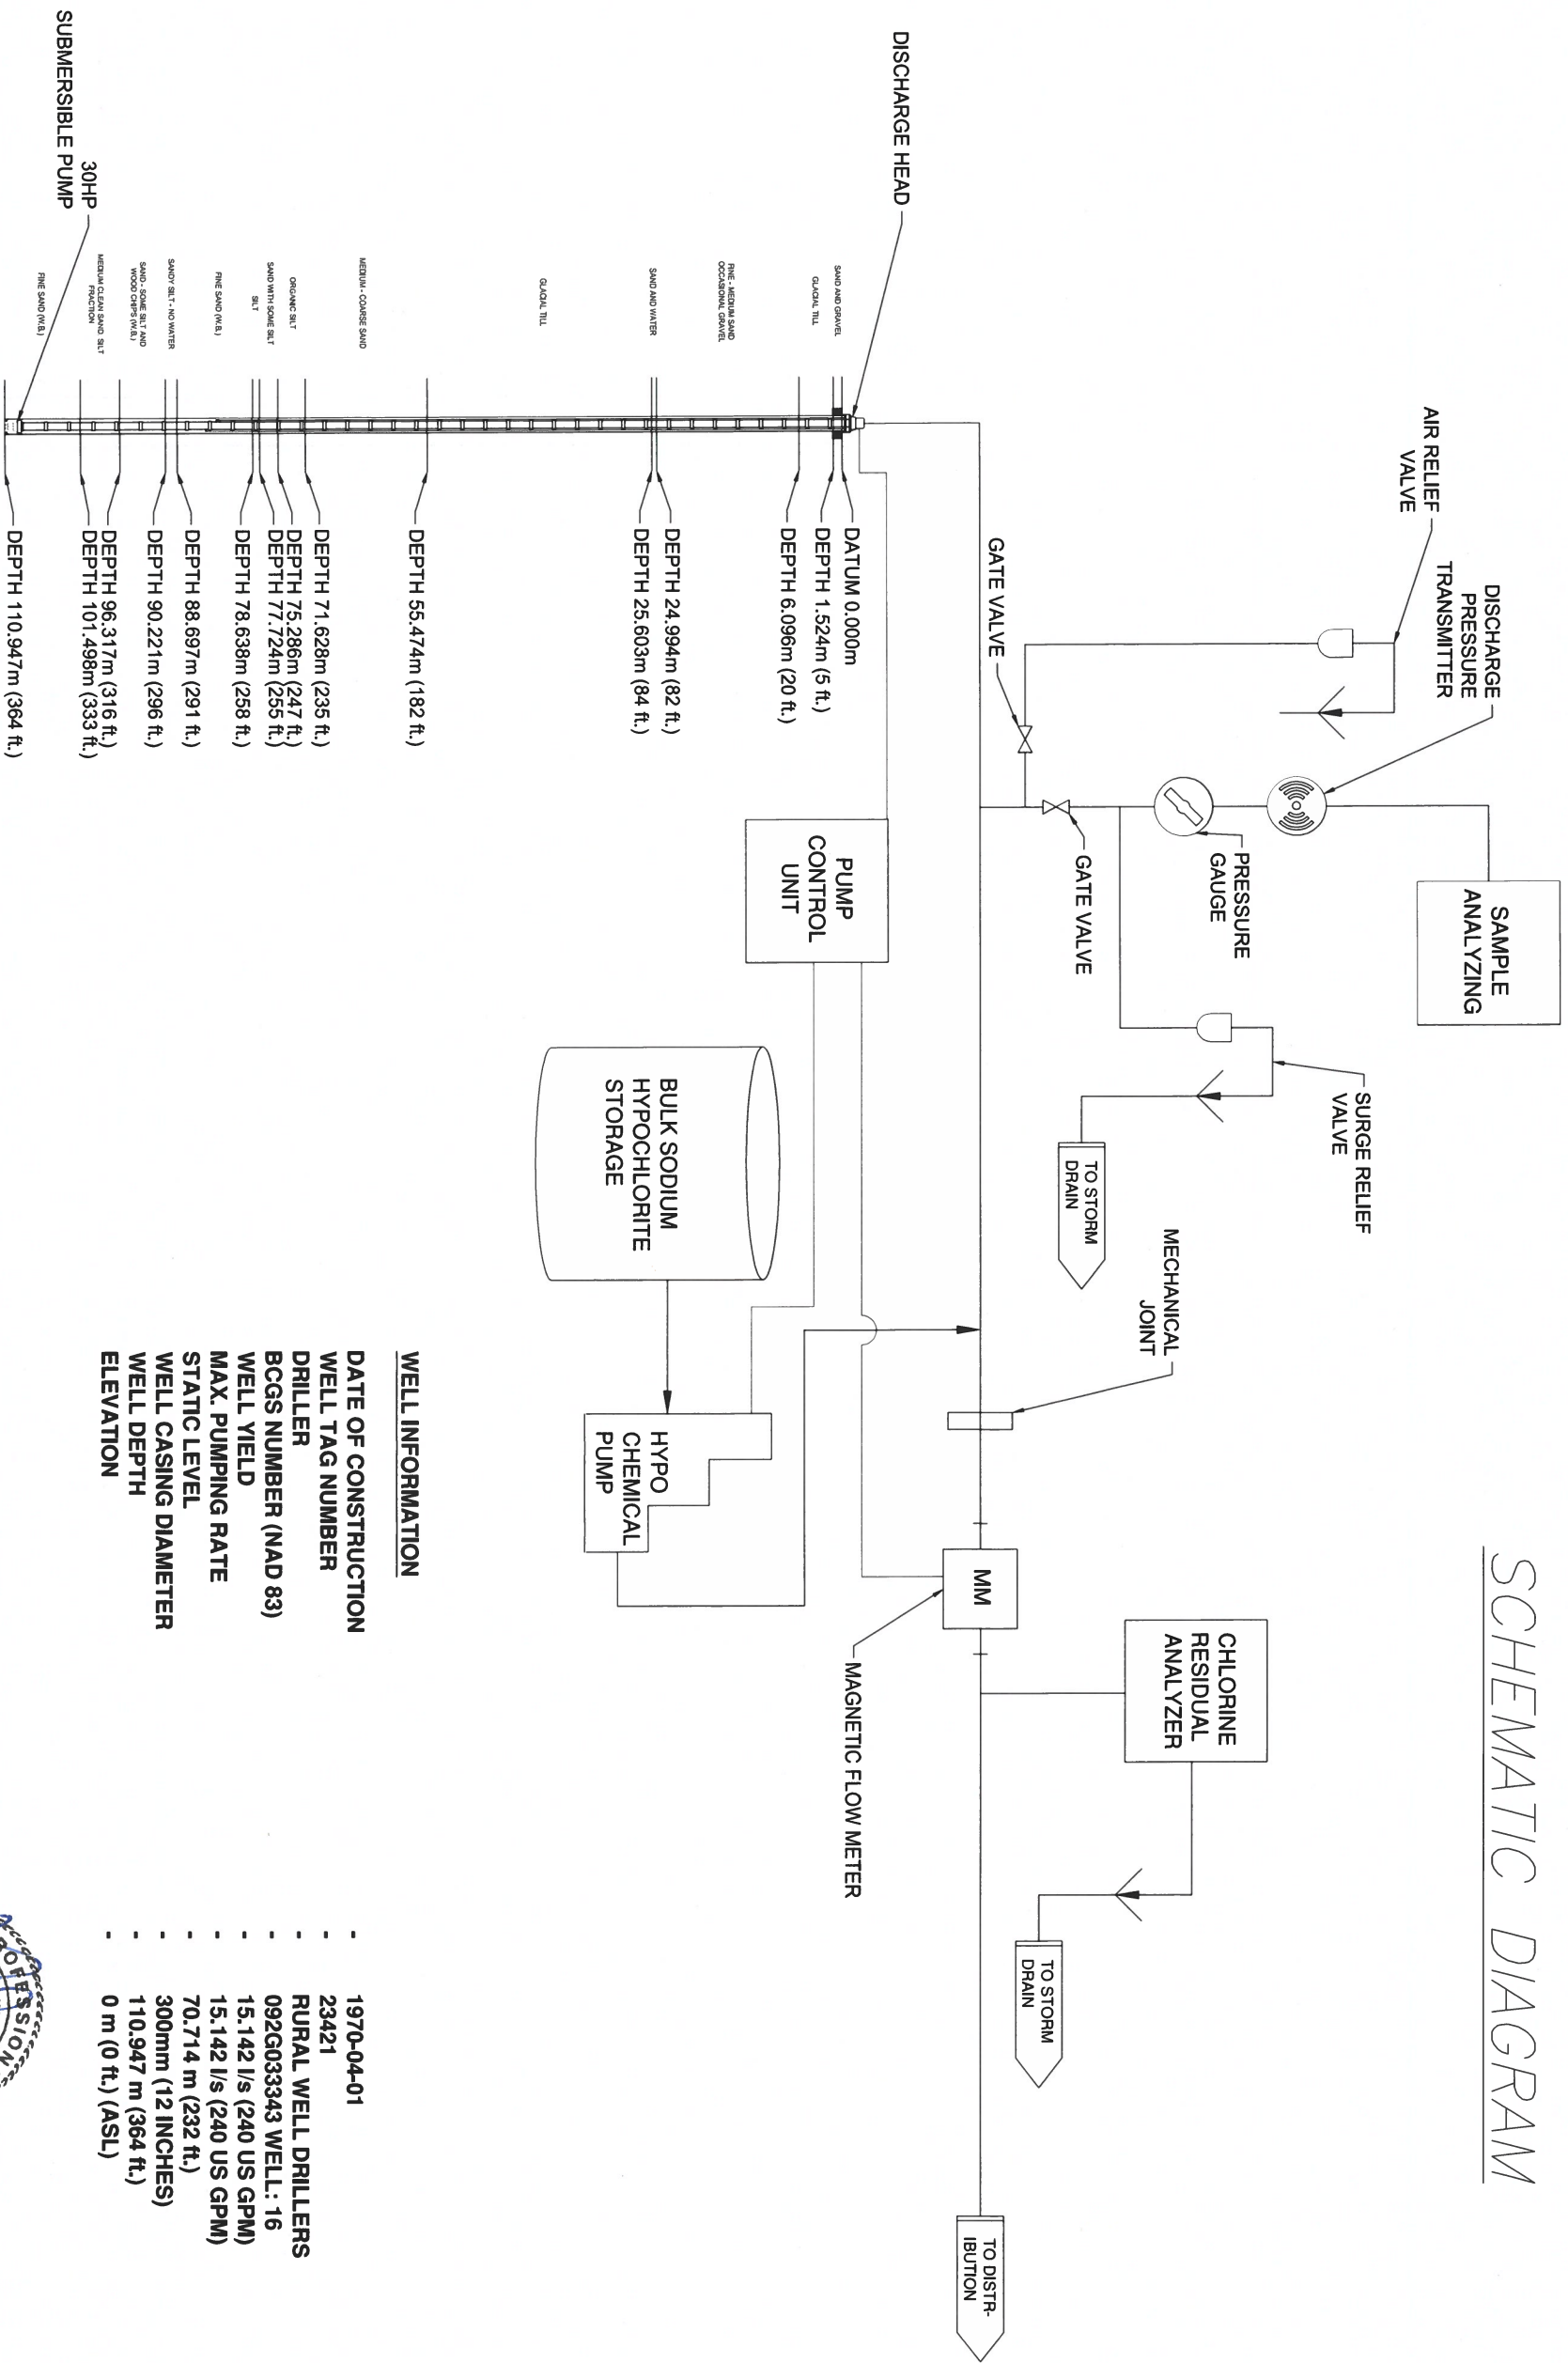 SCHEMATIC DIAGRAM
AIR RELIEF
VALVE
DISCHARGE
PRESSURE
TRANSMITTER
SAMPLE
ANALYZING
PRESSURE
GAUGE
GATE VALVE
GATE VALVE
SURGE RELIEF
VALVE
TO STORM
DRAIN
MECHANICAL
JOINT
CHLORINE
RESIDUAL
ANALYZER
TO STORM
DRAIN
MM
MAGNETIC FLOW METER
TO DISTR-
IBUTION
DISCHARGE HEAD
PUMP
CONTROL
UNIT
BULK SODIUM
HYPOCHLORITE
STORAGE
HYPO
CHEMICAL
PUMP
SAND AND GRAVEL
GLACIAL TILL
FINE - MEDIUM SAND
OCCASIONAL GRAVEL
SAND AND WATER
GLACIAL TILL
MEDIUM - COARSE SAND
ORGANIC SILT
SAND WITH SOME SILT
SILT
FINE SAND (W.B.)
SANDY SILT - NO WATER
SAND - SOME SILT AND
WOOD CHIPS (W.B.)
MEDIUM CLEAN SAND SILT
FRACTION
FINE SAND (W.B.)
30HP
SUBMERSIBLE PUMP
DATUM 0.000m
DEPTH 1.524m (5 ft.)
DEPTH 6.096m (20 ft.)
DEPTH 24.994m (82 ft.)
DEPTH 25.603m (84 ft.)
DEPTH 55.474m (182 ft.)
DEPTH 71.628m (235 ft.)
DEPTH 75.286m (247 ft.)
DEPTH 77.724m (255 ft.)
DEPTH 78.638m (258 ft.)
DEPTH 88.697m (291 ft.)
DEPTH 90.221m (296 ft.)
DEPTH 96.317m (316 ft.)
DEPTH 101.498m (333 ft.)
DEPTH 110.947m (364 ft.)
WELL INFORMATION
DATE OF CONSTRUCTION - 1970-04-01
WELL TAG NUMBER - 23421
DRILLER - RURAL WELL DRILLERS
BCGS NUMBER (NAD 83) - 092G033343 WELL: 16
WELL YIELD - 15.142 l/s (240 US GPM)
MAX. PUMPING RATE - 15.142 l/s (240 US GPM)
STATIC LEVEL - 70.714 m (232 ft.)
WELL CASING DIAMETER - 300mm (12 INCHES)
WELL DEPTH - 110.947 m (364 ft.)
ELEVATION - 0 m (0 ft.) (ASL)